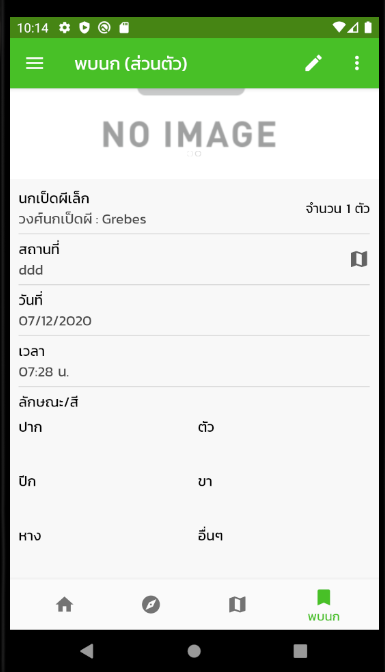 10:14
พบนก (ส่วนตัว)
NO IMAGE
นกเป็ดผีเล็ก
วงศ์นกเป็ดผี : Grebes
จำนวน 1 ตัว
สถานที่
ddd
วันที่
07/12/2020
เวลา
07:28 น.
ลักษณะ/สี
ปาก ตัว
ปีก ขา
หาง อื่นๆ
พบนก